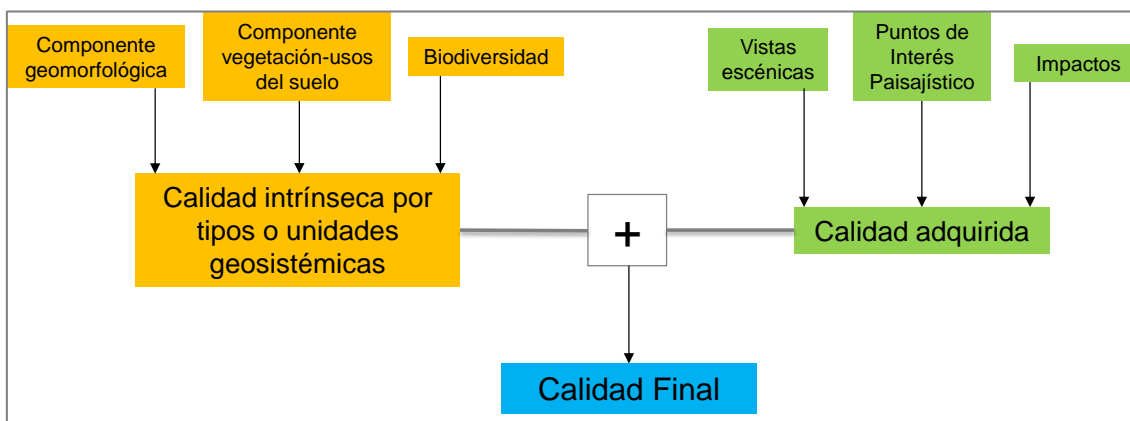 Componente
geomorfológica
Componente
vegetación-usos
del suelo
Biodiversidad
Vistas
escénicas
Puntos de
Interés
Paisajístico
Impactos
Calidad intrínseca por
tipos o unidades
geosistémicas
+
Calidad adquirida
Calidad Final